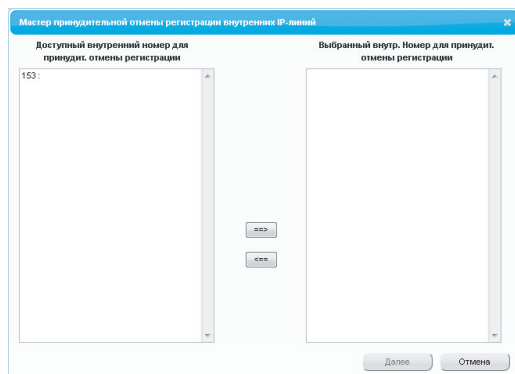 Мастер принудительной отмены регистрации внутренних IP-линий
Доступный внутренний номер для
принудит. отмены регистрации
Выбранный внутр. Номер для принудит.
отмены регистрации
153:
==>
<==
Далее
Отмена